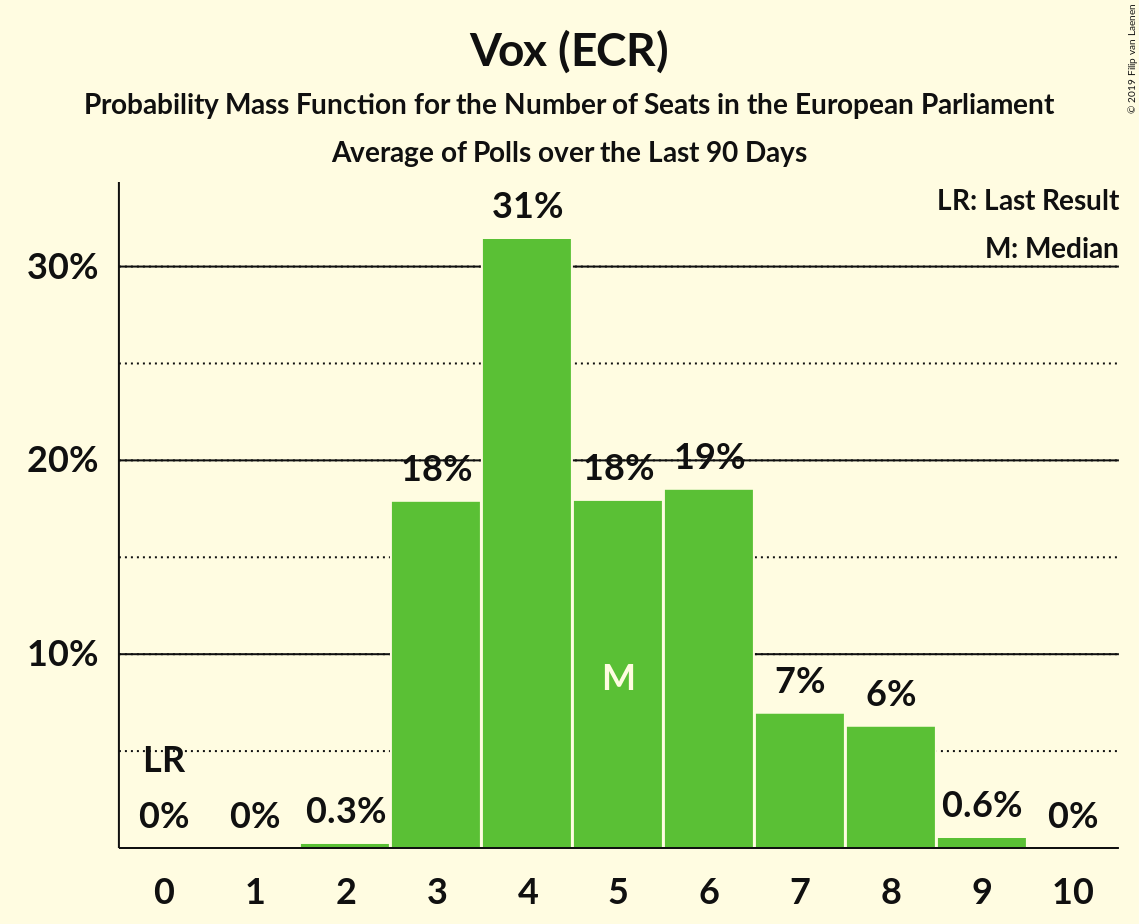 Vox (ECR)
Probability Mass Function for the Number of Seats in the European Parliament
Average of Polls over the Last 90 Days
© 2019 Filip van Laenen
LR: Last Result
M: Median
30%
20%
10%
LR
0%
0%
0.3%
18%
31%
18%
M
19%
7%
6%
0.6%
0%
0 1 2 3 4 5 6 7 8 9 10